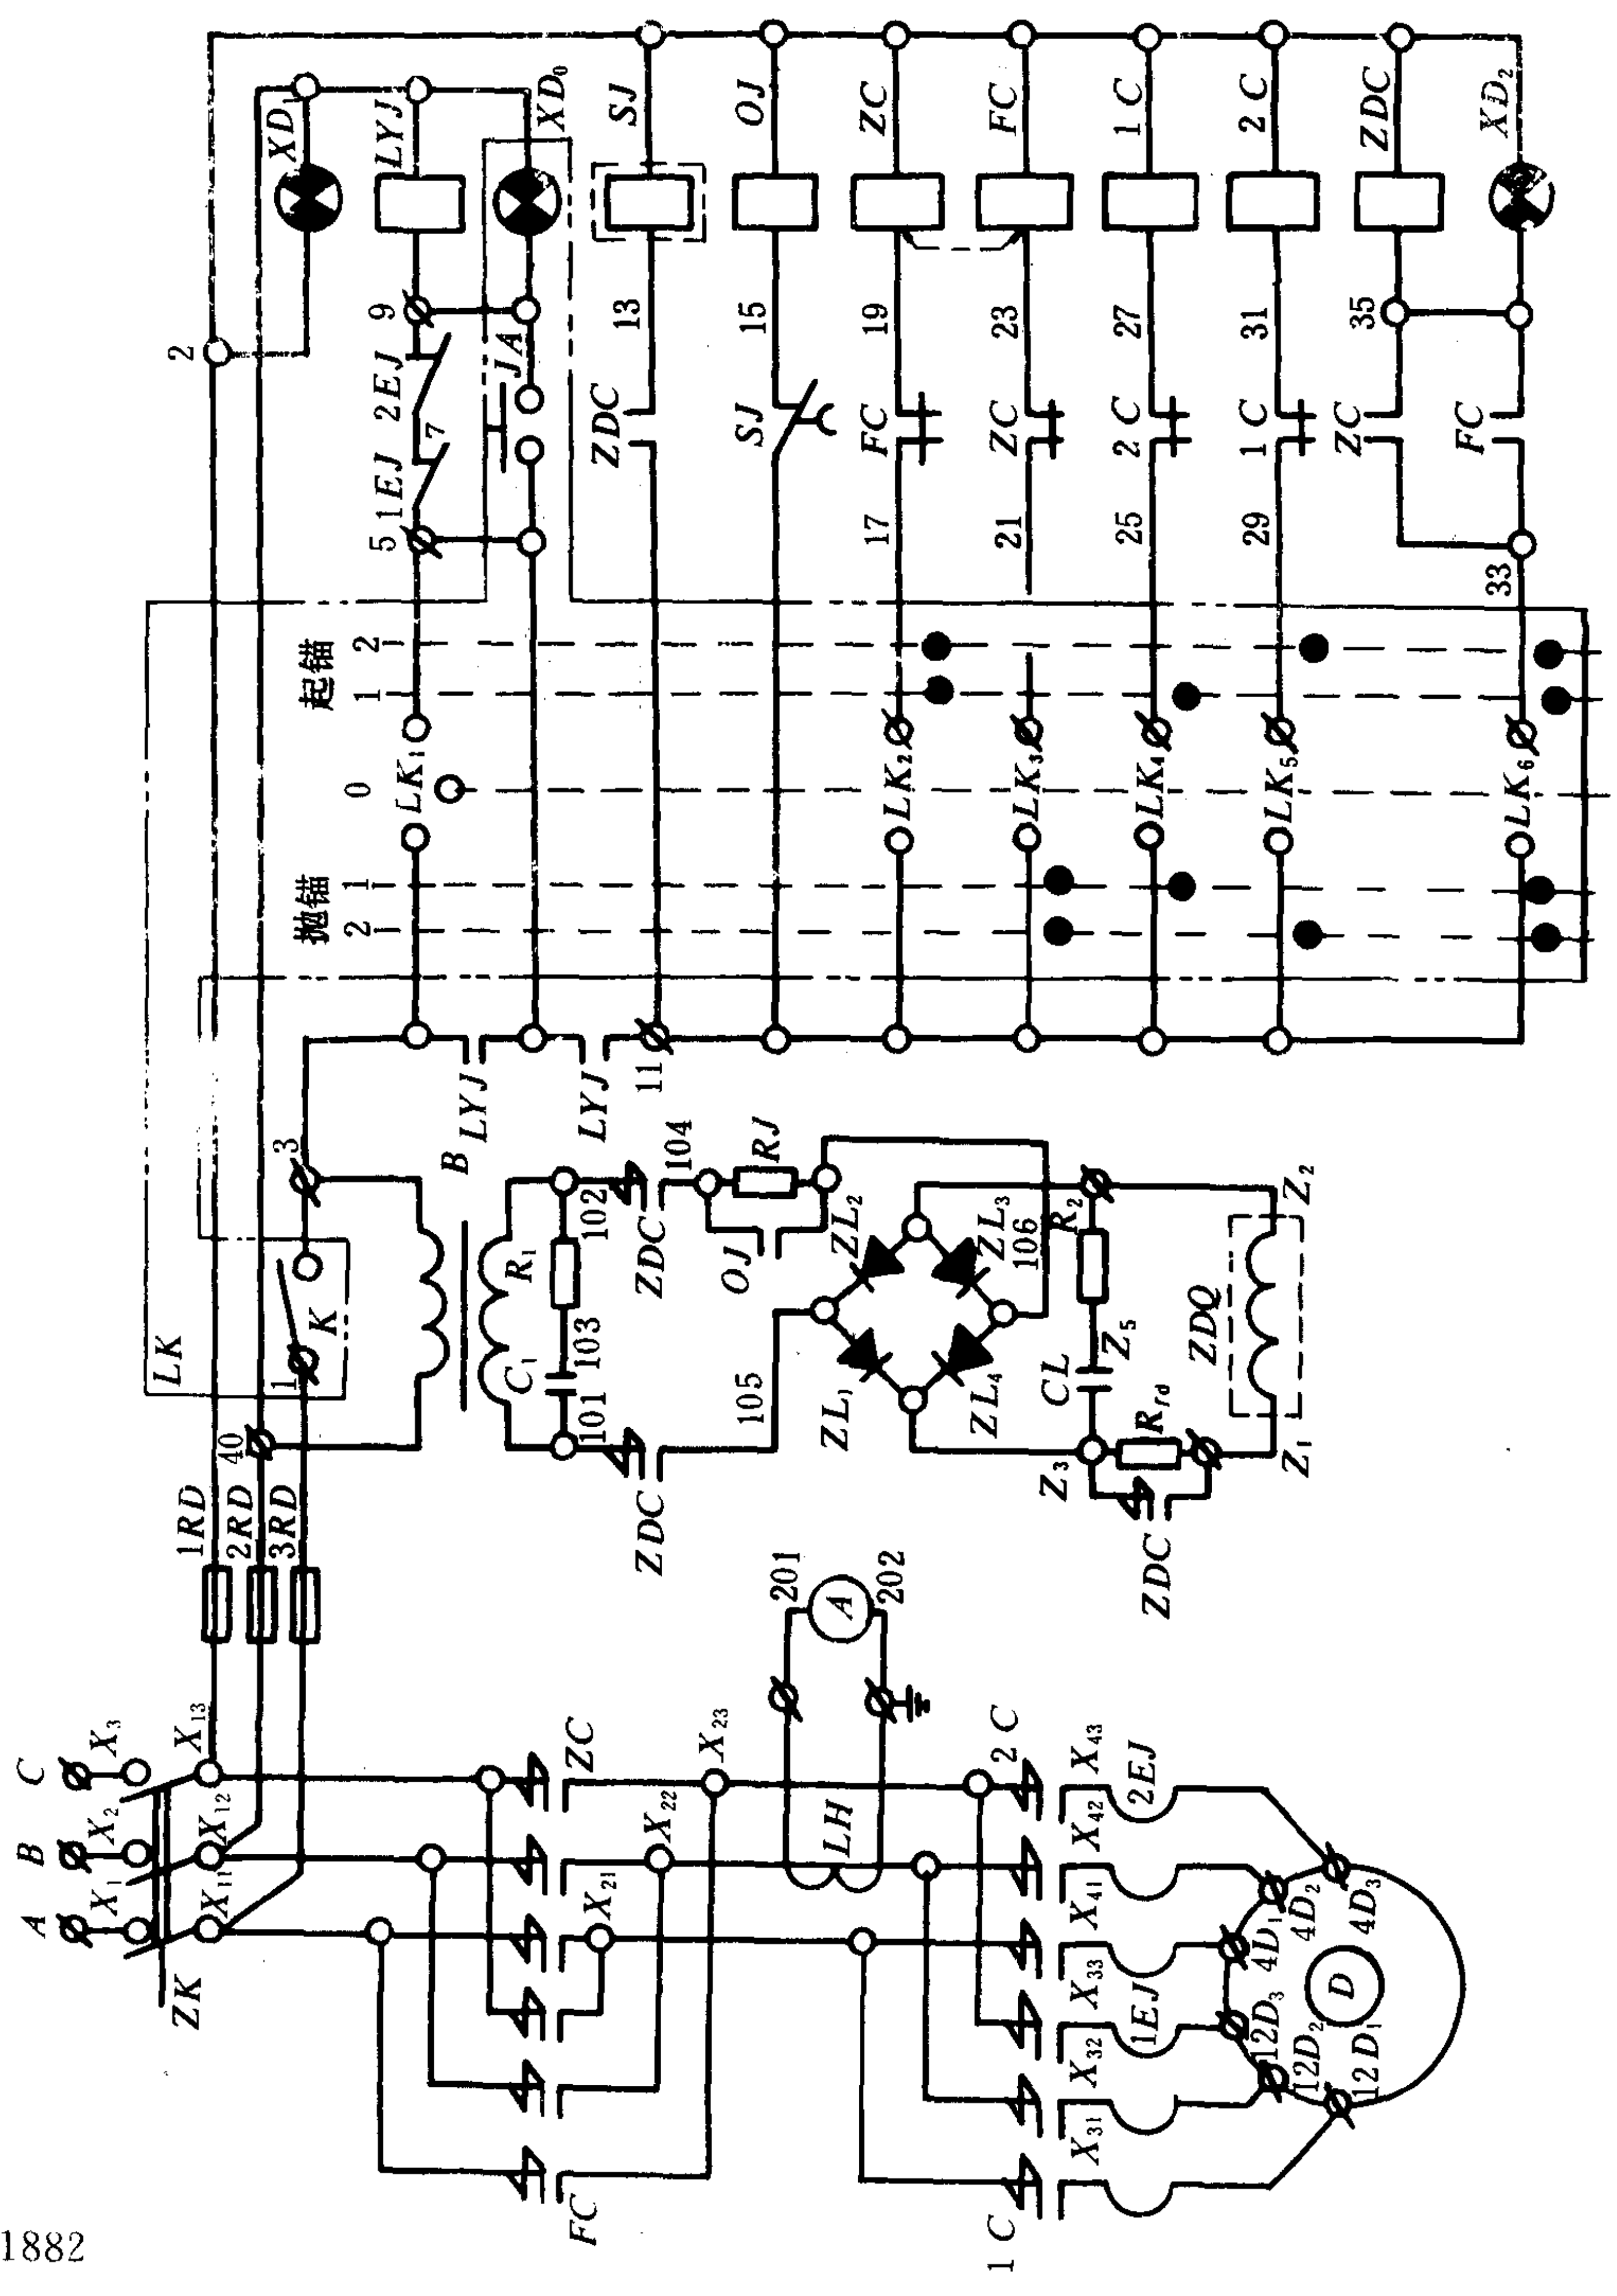 1882
A
B
C
X₁
X₂
X₃
ZK
X₁₁
X₁₂
X₁₃
1RD
2RD
3RD
40
LK
1
K
3
2
XD₁
LYJ
XD₀
9
2EJ
7
1EJ
5
JA
SJ
OJ
ZC
FC
1C
2C
ZDC
XD₂
13
15
19
23
27
31
35
ZDC
SJ
FC
ZC
2C
1C
ZC
FC
17
21
25
29
33
起锚
2
1
0
抛锚
1
2
LK₁
LK₂
LK₃
LK₄
LK₅
LK₆
LYJ
LYJ
11
B
C₁
R₁
101
103
102
ZDC
ZDC
104
RJ
OJ
105
106
ZL₁
ZL₂
ZL₃
ZL₄
CL
Z₅
R₂
Z₃
Rfd
ZDC
ZDQ
Z₁
Z₂
FC
ZC
X₂₁
X₂₂
X₂₃
201
A
202
LH
1C
2C
X₃₁
X₃₂
X₃₃
X₄₁
X₄₂
X₄₃
1EJ
2EJ
12D₁
12D₂
12D₃
4D₁
4D₂
4D₃
D